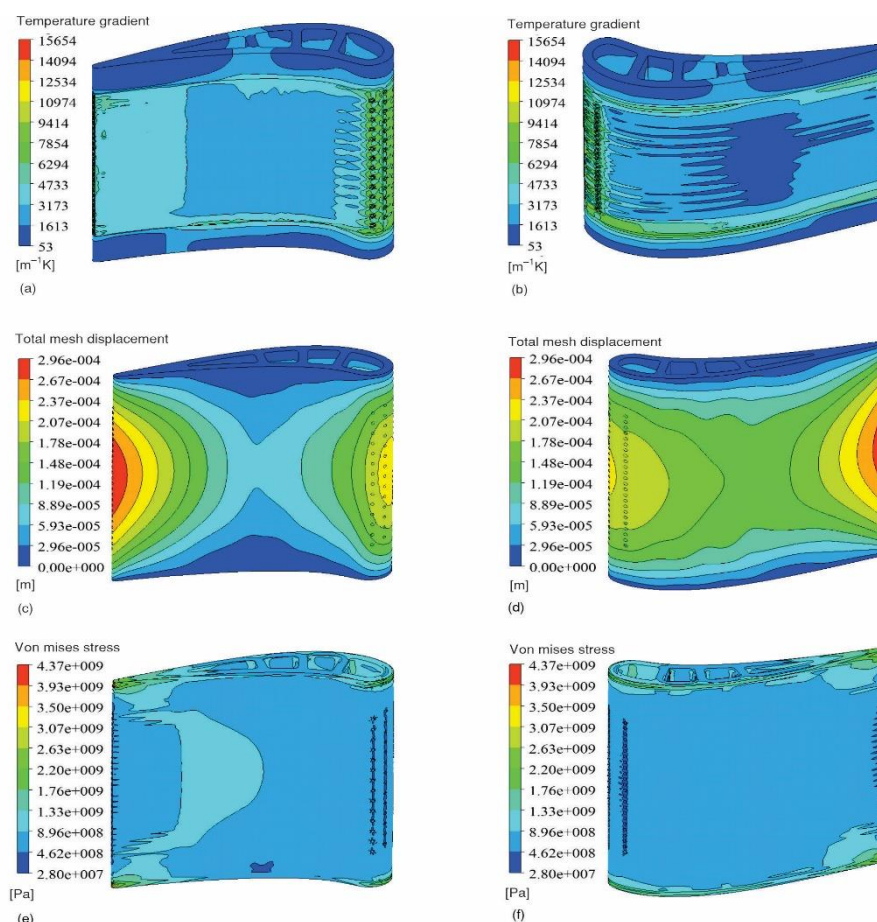 Temperature gradient
15654
14094
12534
10974
9414
7854
6294
4733
3173
1613
53
[m⁻¹K]
(a)
Temperature gradient
15654
14094
12534
10974
9414
7854
6294
4733
3173
1613
53
[m⁻¹K]
(b)
Total mesh displacement
2.96e-004
2.67e-004
2.37e-004
2.07e-004
1.78e-004
1.48e-004
1.19e-004
8.89e-005
5.93e-005
2.96e-005
0.00e+000
[m]
(c)
Total mesh displacement
2.96e-004
2.67e-004
2.37e-004
2.07e-004
1.78e-004
1.48e-004
1.19e-004
8.89e-005
5.93e-005
2.96e-005
0.00e+000
[m]
(d)
Von mises stress
4.37e+009
3.93e+009
3.50e+009
3.07e+009
2.63e+009
2.20e+009
1.76e+009
1.33e+009
8.96e+008
4.62e+008
2.80e+007
[Pa]
(e)
Von mises stress
4.37e+009
3.93e+009
3.50e+009
3.07e+009
2.63e+009
2.20e+009
1.76e+009
1.33e+009
8.96e+008
4.62e+008
2.80e+007
[Pa]
(f)